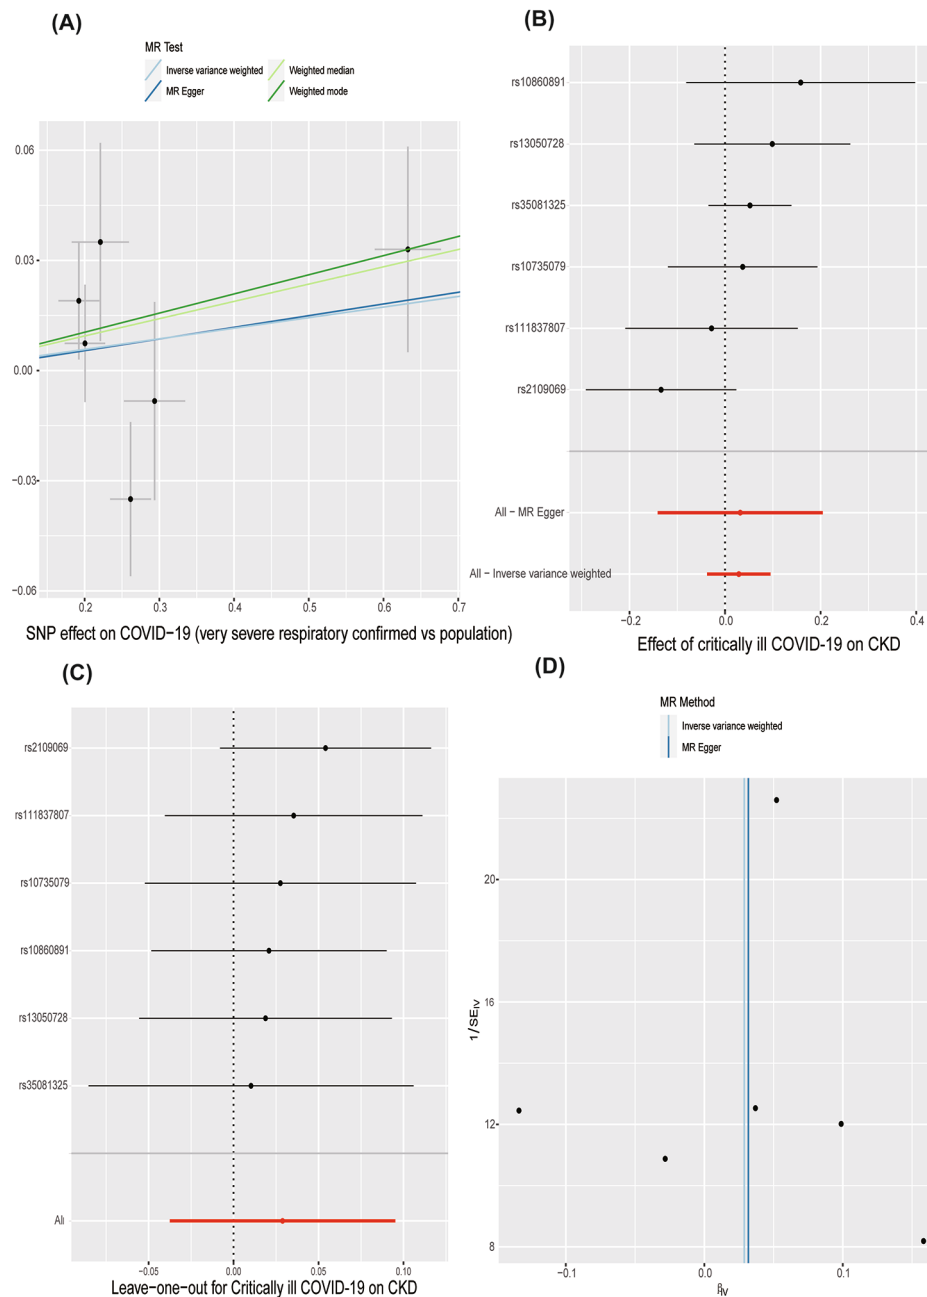 (A)
MR Test
Inverse variance weighted
Weighted median
MR Egger
Weighted mode
0.06
0.03
0.00
−0.03
−0.06
0.2 0.3 0.4 0.5 0.6 0.7
SNP effect on COVID−19 (very severe respiratory confirmed vs population)
(B)
rs10860891
rs13050728
rs35081325
rs10735079
rs111837807
rs2109069
All − MR Egger
All − Inverse variance weighted
−0.2 0.0 0.2 0.4
Effect of critically ill COVID-19 on CKD
(C)
rs2109069
rs111837807
rs10735079
rs10860891
rs13050728
rs35081325
All
−0.05 0.00 0.05 0.10
Leave−one−out for Critically ill COVID−19 on CKD
(D)
MR Method
Inverse variance weighted
MR Egger
20
16
12
8
1/SEIV
−0.1 0.0 0.1
βIV